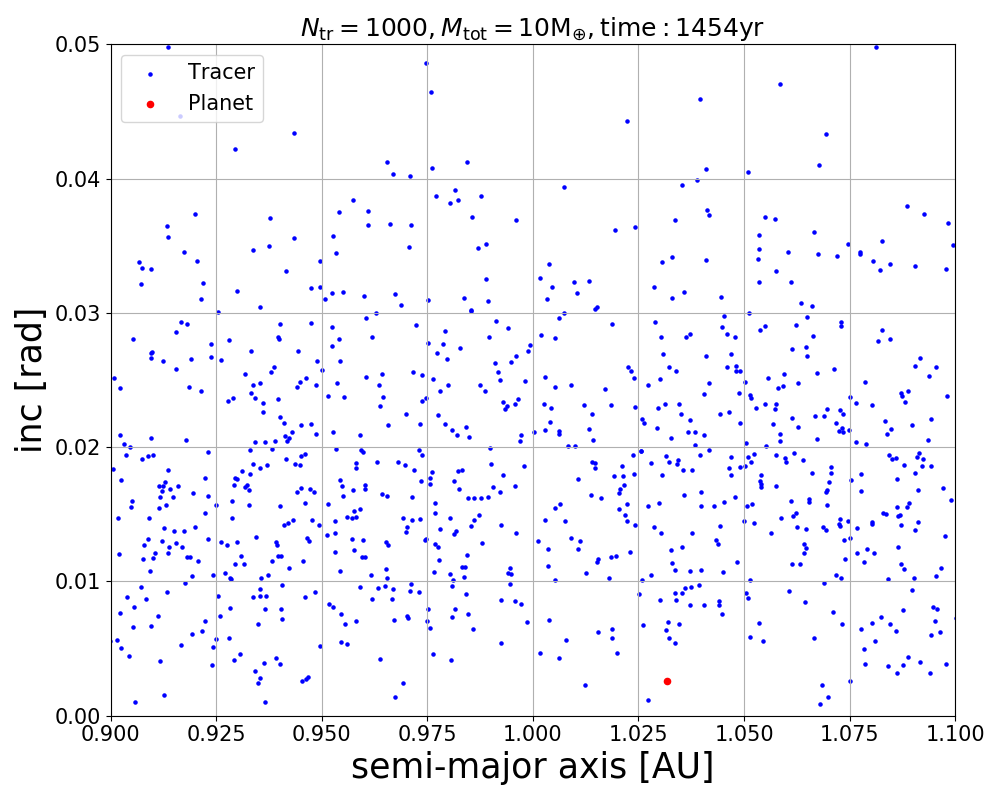 N_tr = 1000, M_tot = 10M_⊕, time : 1454yr
Tracer
Planet
inc [rad]
0.05
0.04
0.03
0.02
0.01
0.00
0.900 0.925 0.950 0.975 1.000 1.025 1.050 1.075 1.100
semi-major axis [AU]